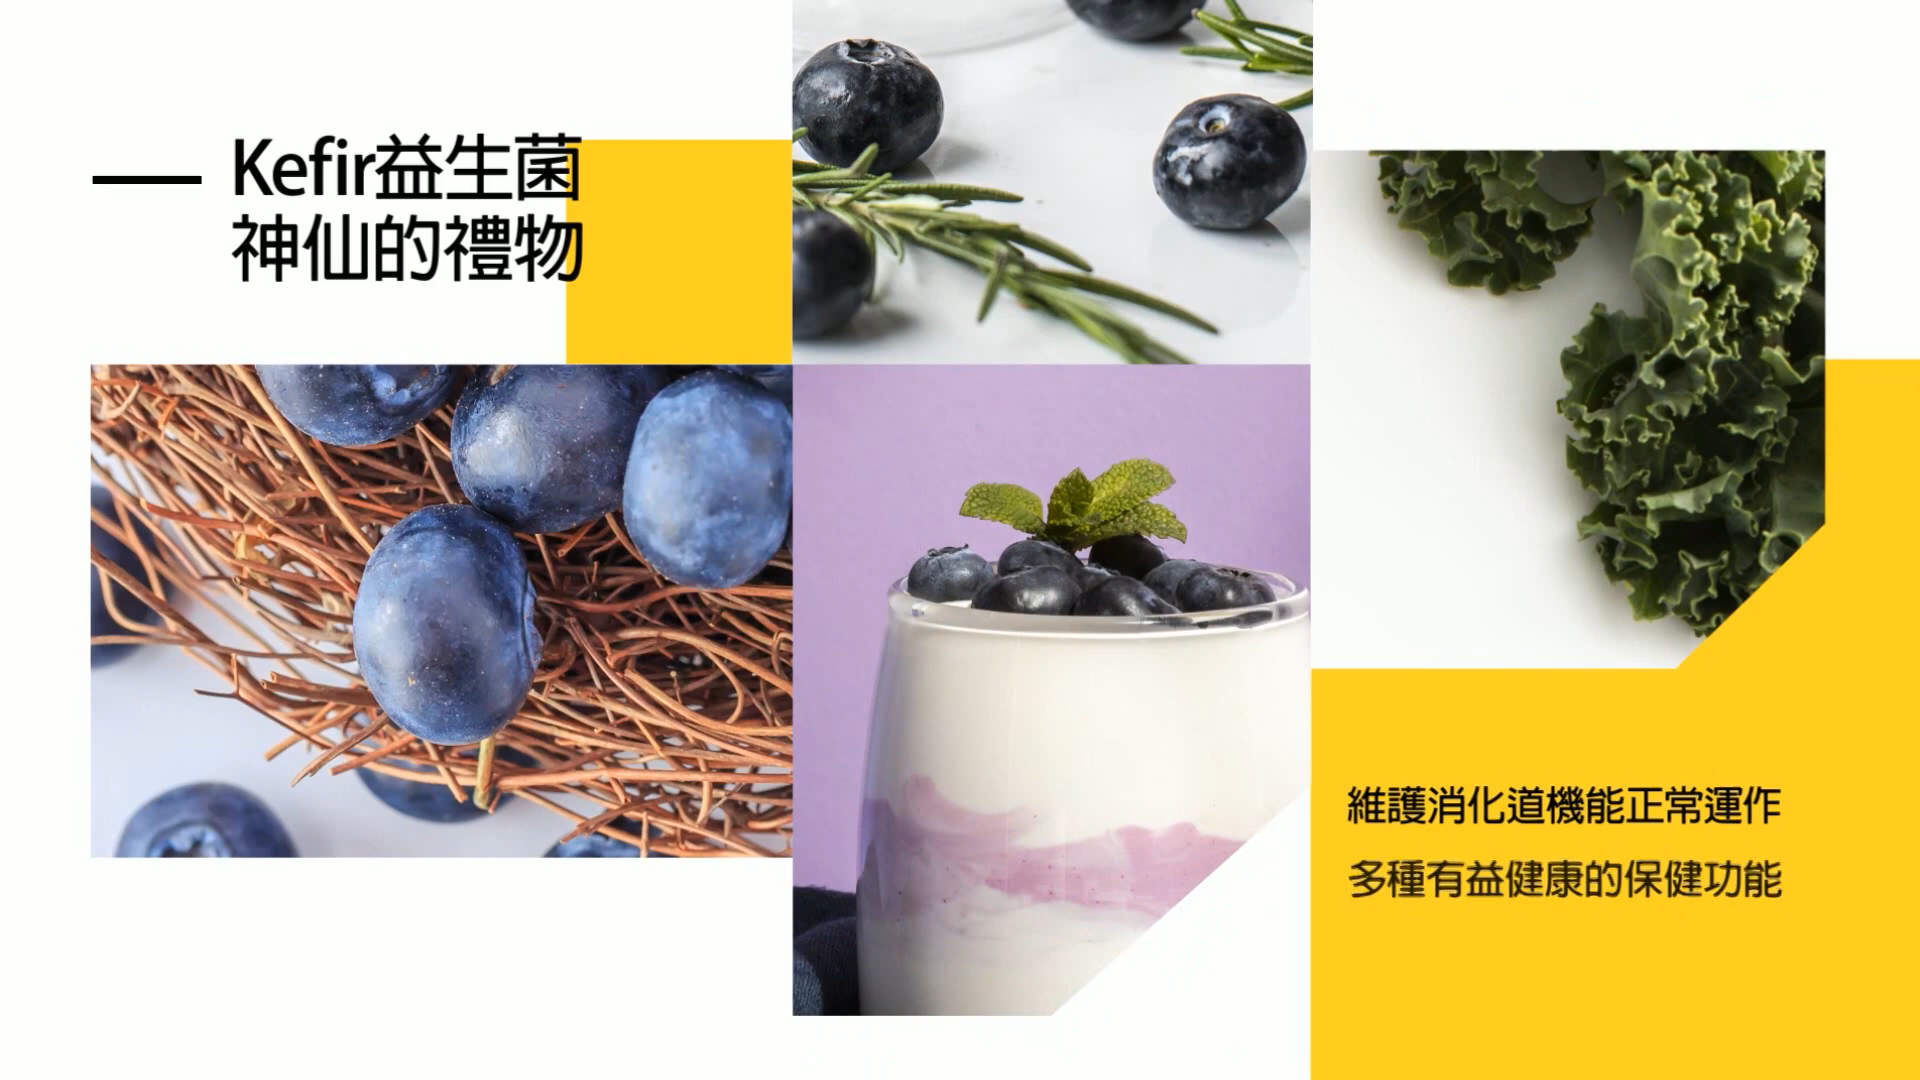 Kefir益生菌
神仙的禮物
維護消化道機能正常運作
多種有益健康的保健功能